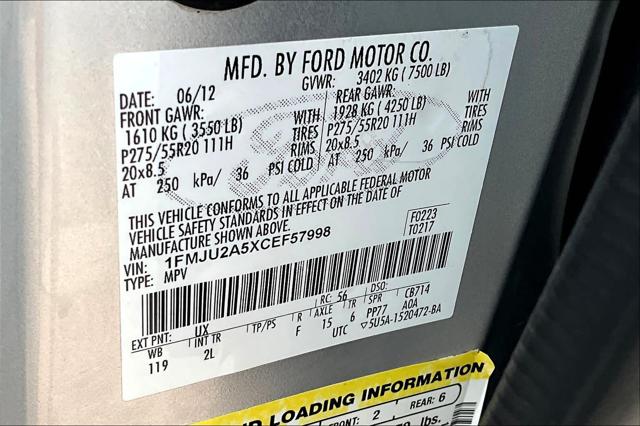 MFD. BY FORD MOTOR CO.
DATE: 06/12 GVWR: 3402 KG ( 7500 LB)
FRONT GAWR: REAR GAWR:
1610 KG ( 3550 LB) WITH 1928 KG ( 4250 LB) WITH
P275/55R20 111H TIRES P275/55R20 111H TIRES
20x8.5 RIMS 20x8.5 RIMS
AT 250 kPa/ 36 PSI COLD AT 250 kPa/ 36 PSI COLD
THIS VEHICLE CONFORMS TO ALL APPLICABLE FEDERAL MOTOR
VEHICLE SAFETY STANDARDS IN EFFECT ON THE DATE OF
MANUFACTURE SHOWN ABOVE. F0223
VIN: 1FMJU2A5XCEF57998 T0217
TYPE: MPV
EXT PNT: UX RC: 56 DSO:
WB INT TR TP/PS R AXLE TR SPR CB714
119 2L F 15 6 PP77 AOA
UTC ▽5U5A-1520472-BA
D LOADING INFORMATION
FRONT: 2 REAR: 6
lbs.